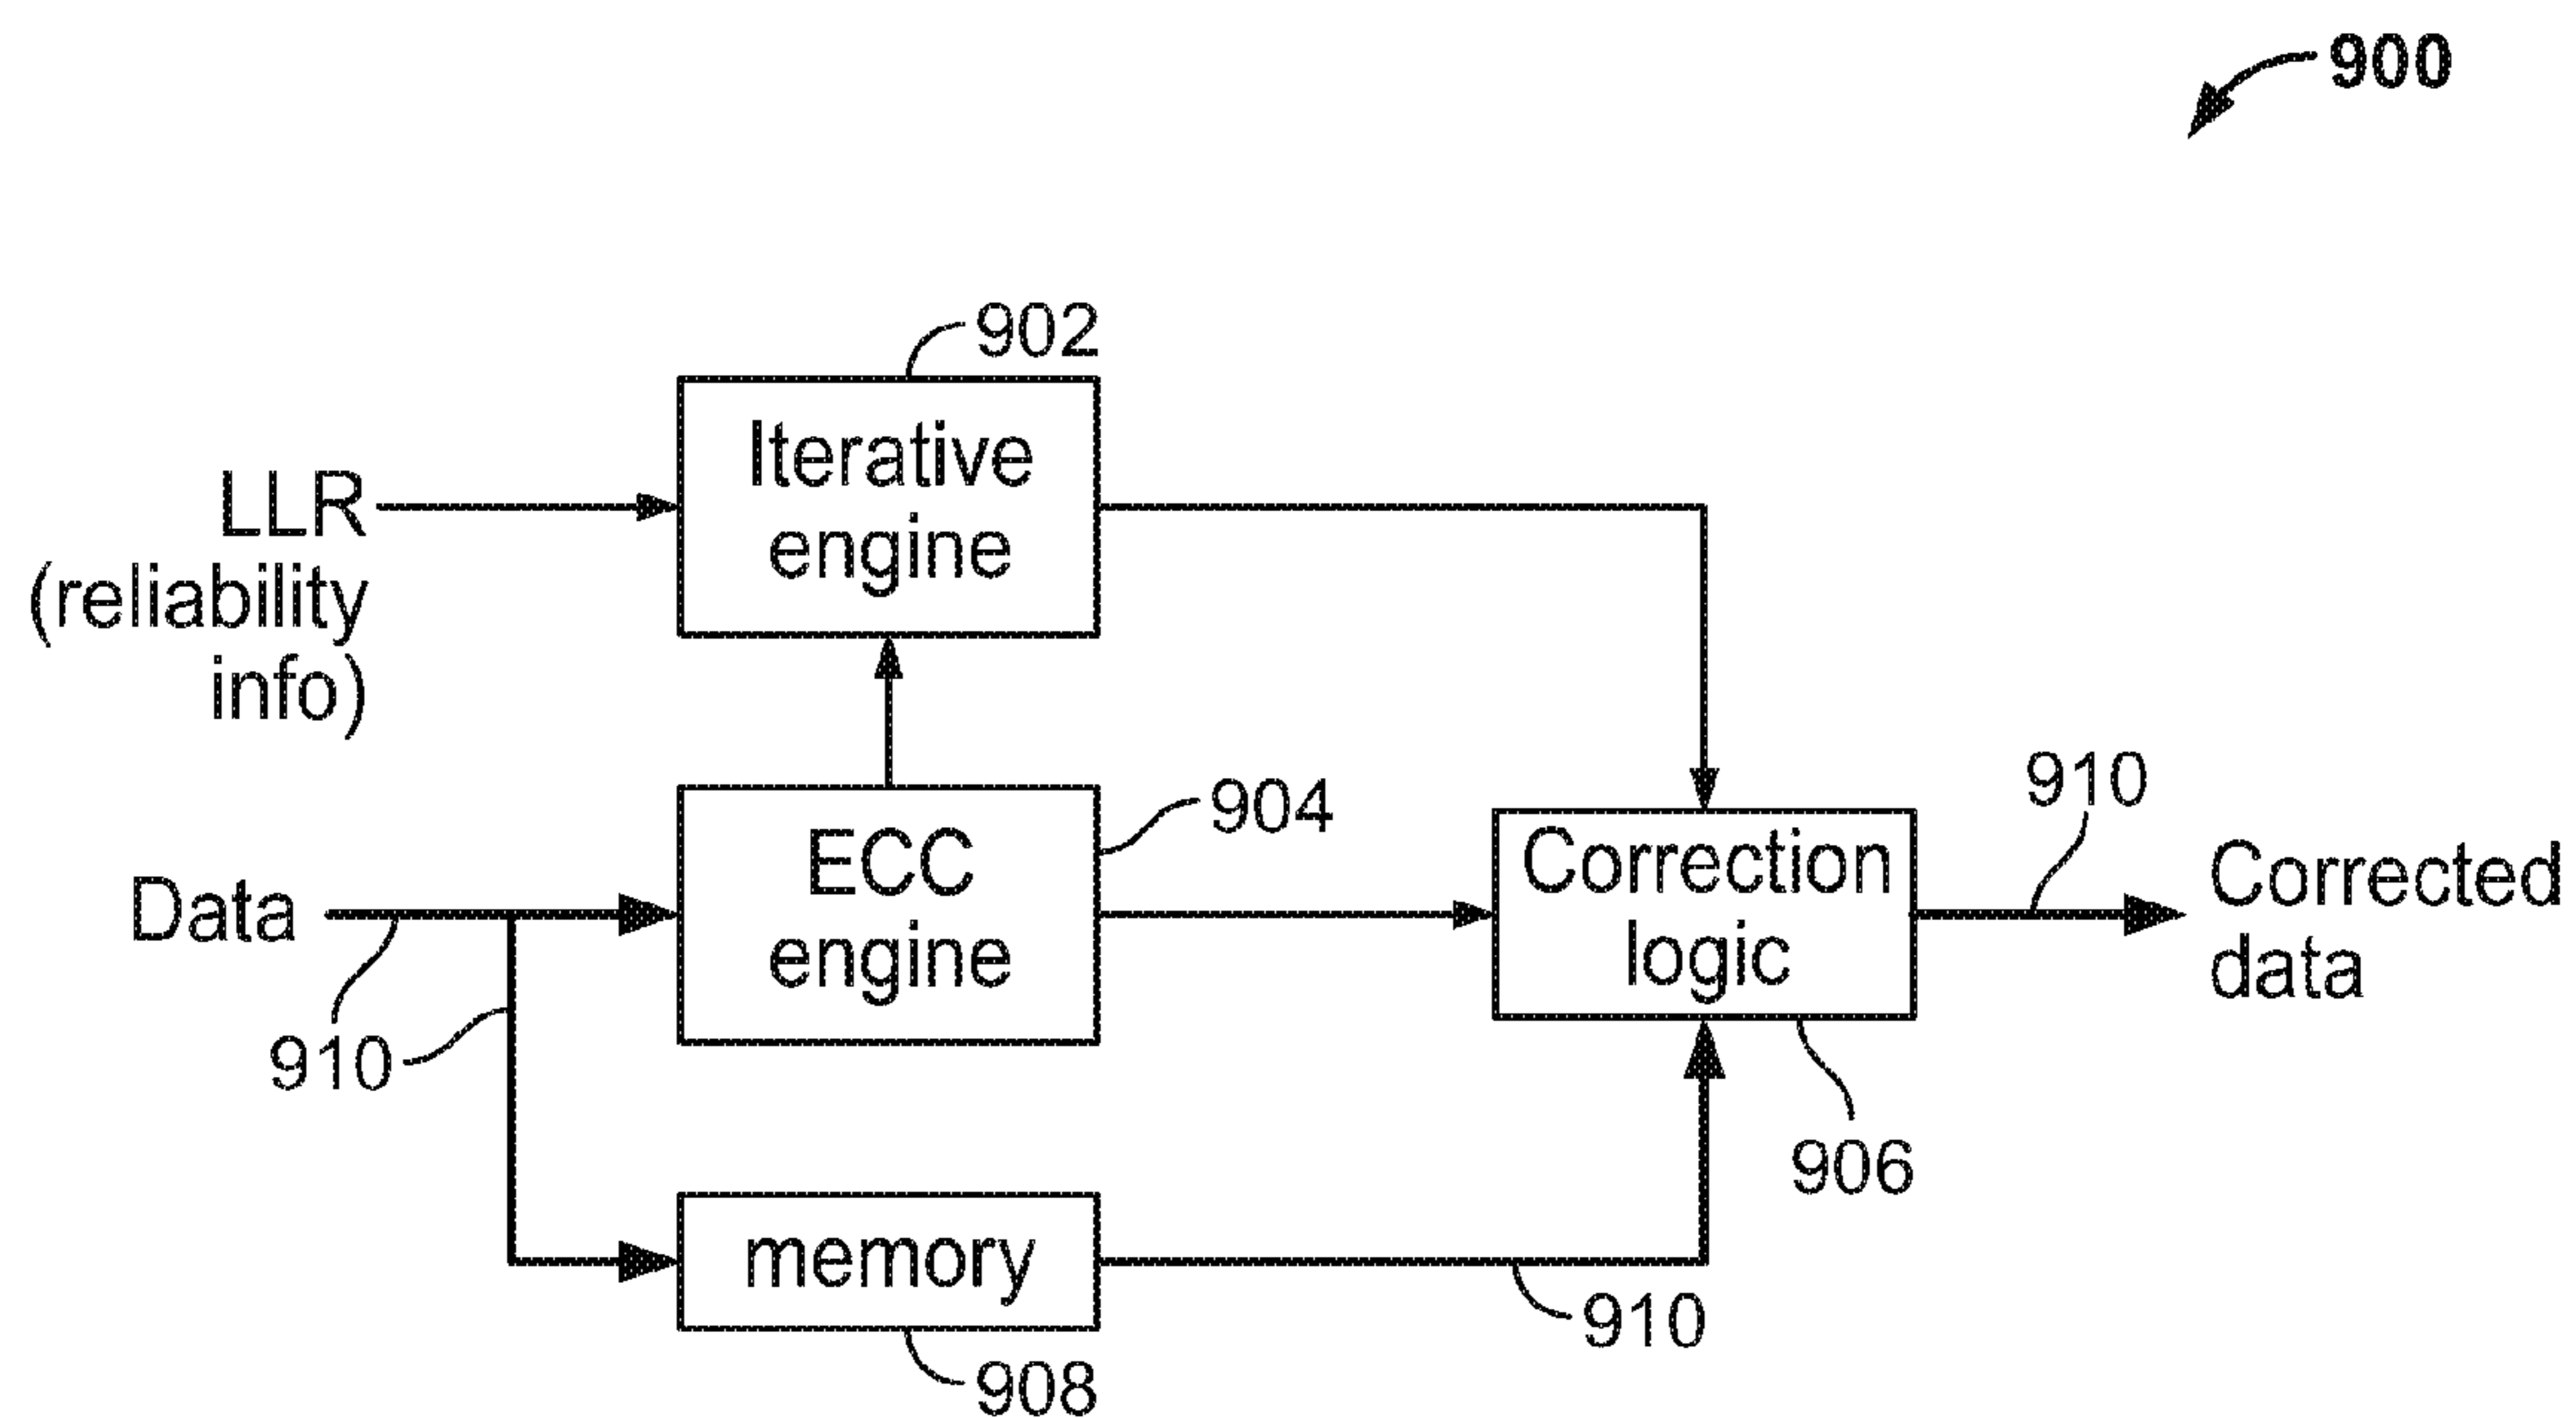 900
902
Iterative
engine
LLR
(reliability
info)
904
ECC
engine
Data
910
910
Correction
logic
Corrected
data
906
memory
910
908